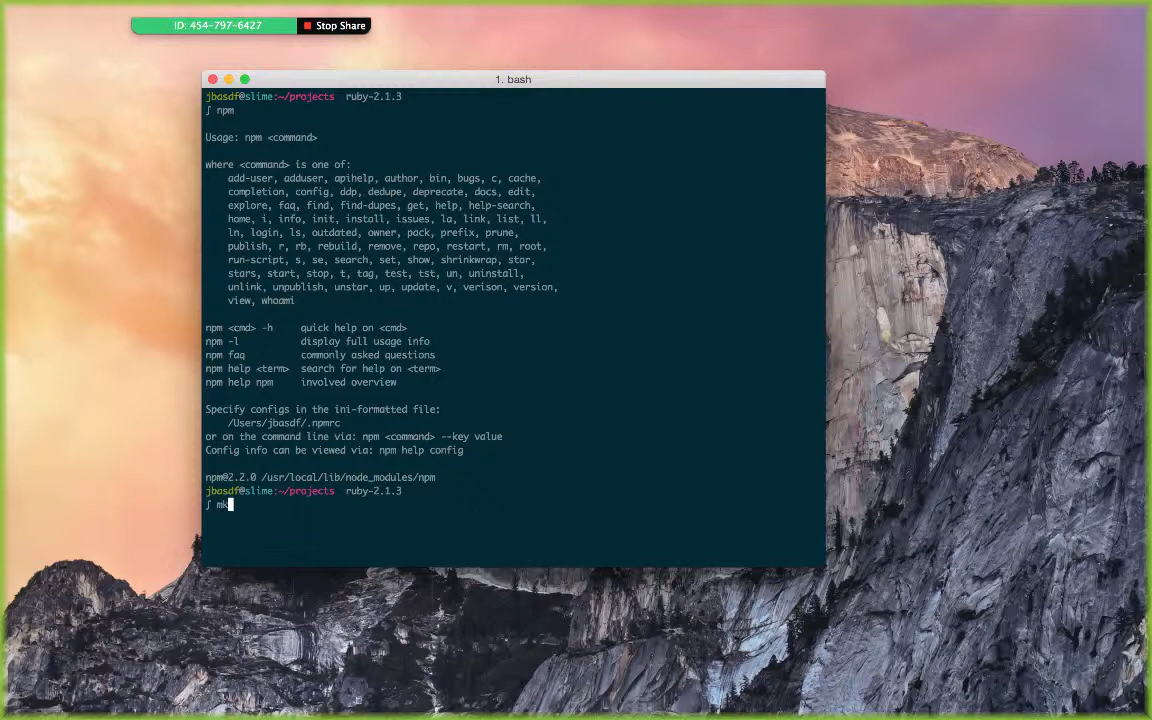 ID: 454-797-6427 Stop Share
1. bash
jbasdf@slime:~/projects ruby-2.1.3
∫ npm
Usage: npm <command>
where <command> is one of:
add-user, adduser, apihelp, author, bin, bugs, c, cache,
completion, config, ddp, dedupe, deprecate, docs, edit,
explore, faq, find, find-dupes, get, help, help-search,
home, i, info, init, install, issues, la, link, list, ll,
ln, login, ls, outdated, owner, pack, prefix, prune,
publish, r, rb, rebuild, remove, repo, restart, rm, root,
run-script, s, se, search, set, show, shrinkwrap, star,
stars, start, stop, t, tag, test, tst, un, uninstall,
unlink, unpublish, unstar, up, update, v, verison, version,
view, whoami
npm <cmd> -h quick help on <cmd>
npm -l display full usage info
npm faq commonly asked questions
npm help <term> search for help on <term>
npm help npm involved overview
Specify configs in the ini-formatted file:
/Users/jbasdf/.npmrc
or on the command line via: npm <command> --key value
Config info can be viewed via: npm help config
npm@2.2.0 /usr/local/lib/node_modules/npm
jbasdf@slime:~/projects ruby-2.1.3
∫ mk